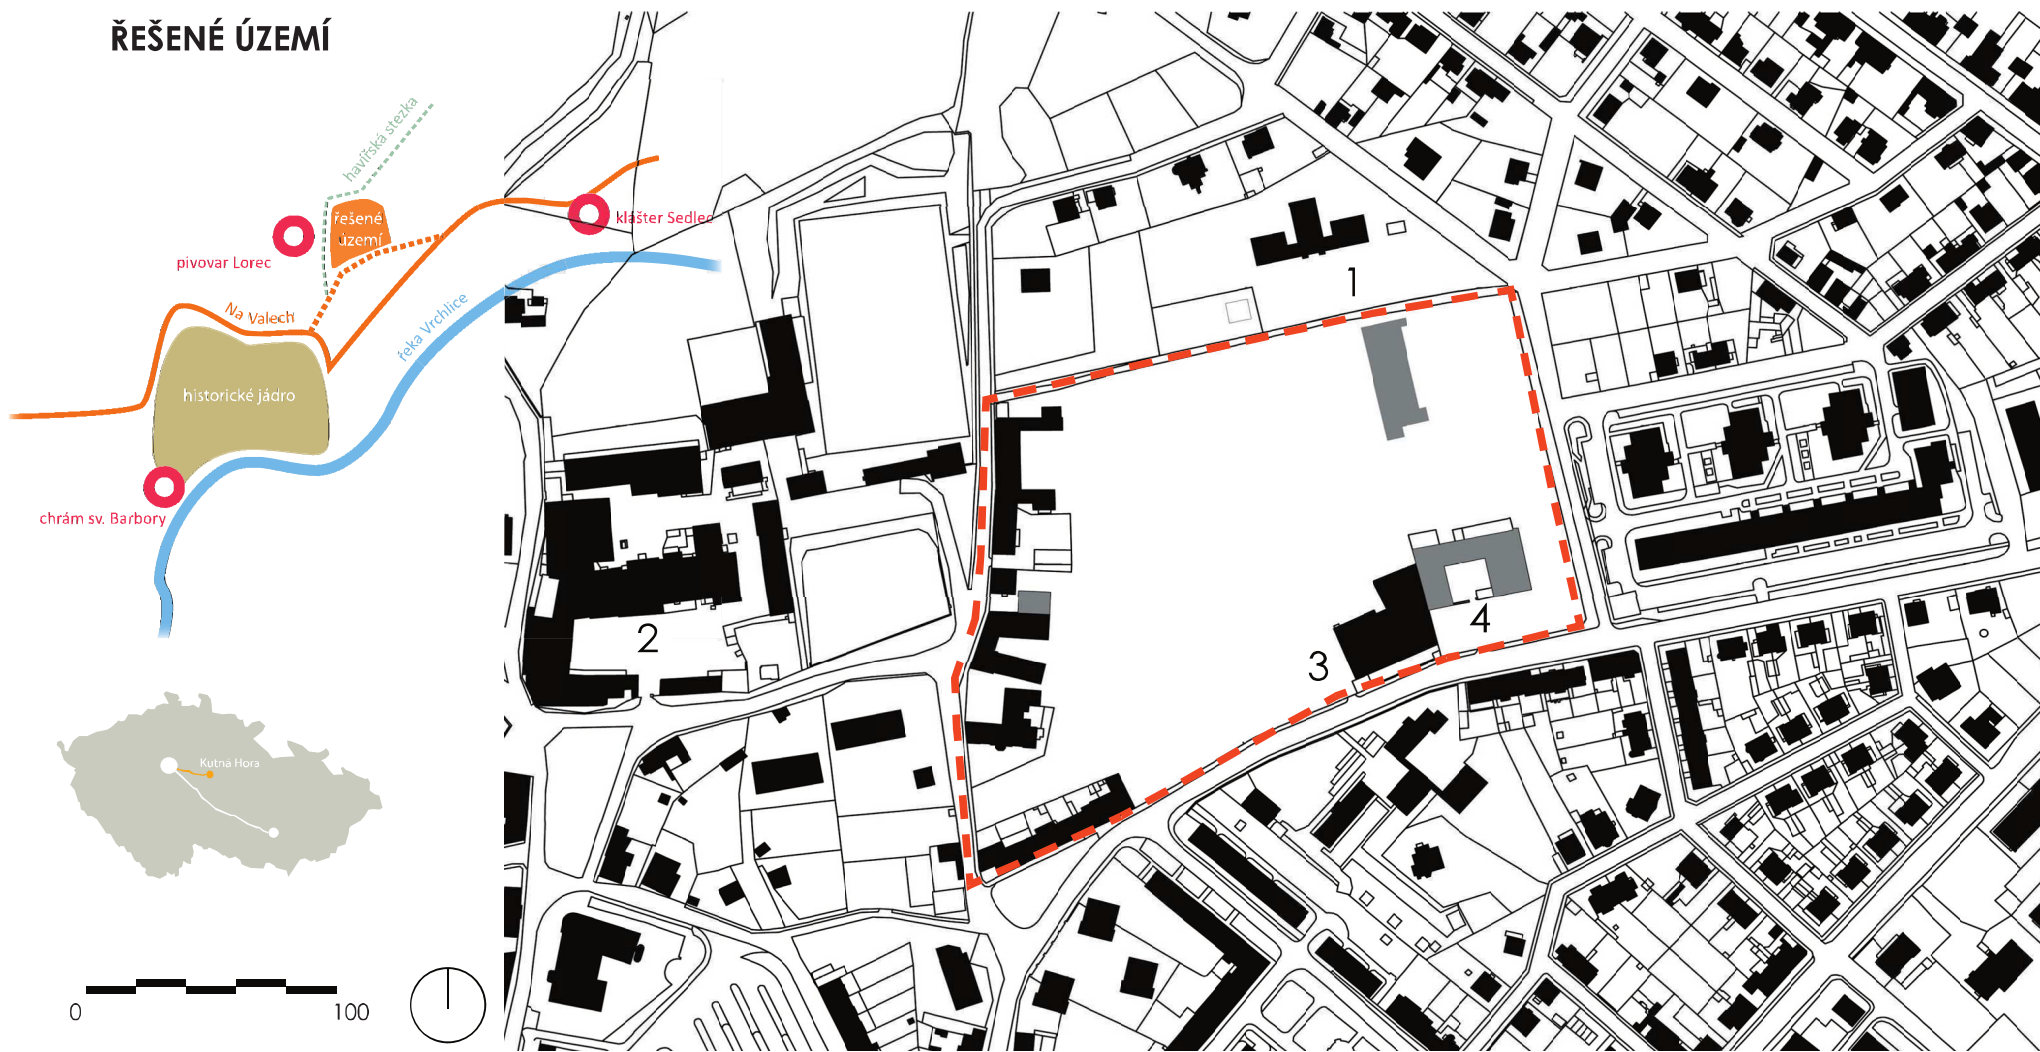 ŘEŠENÉ ÚZEMÍ
havířská stezka
řešené
území
klášter Sedlec
pivovar Lorec
Na Valech
řeka Vrchlice
historické jádro
chrám sv. Barbory
Kutná Hora
0 100
1
2
3
4